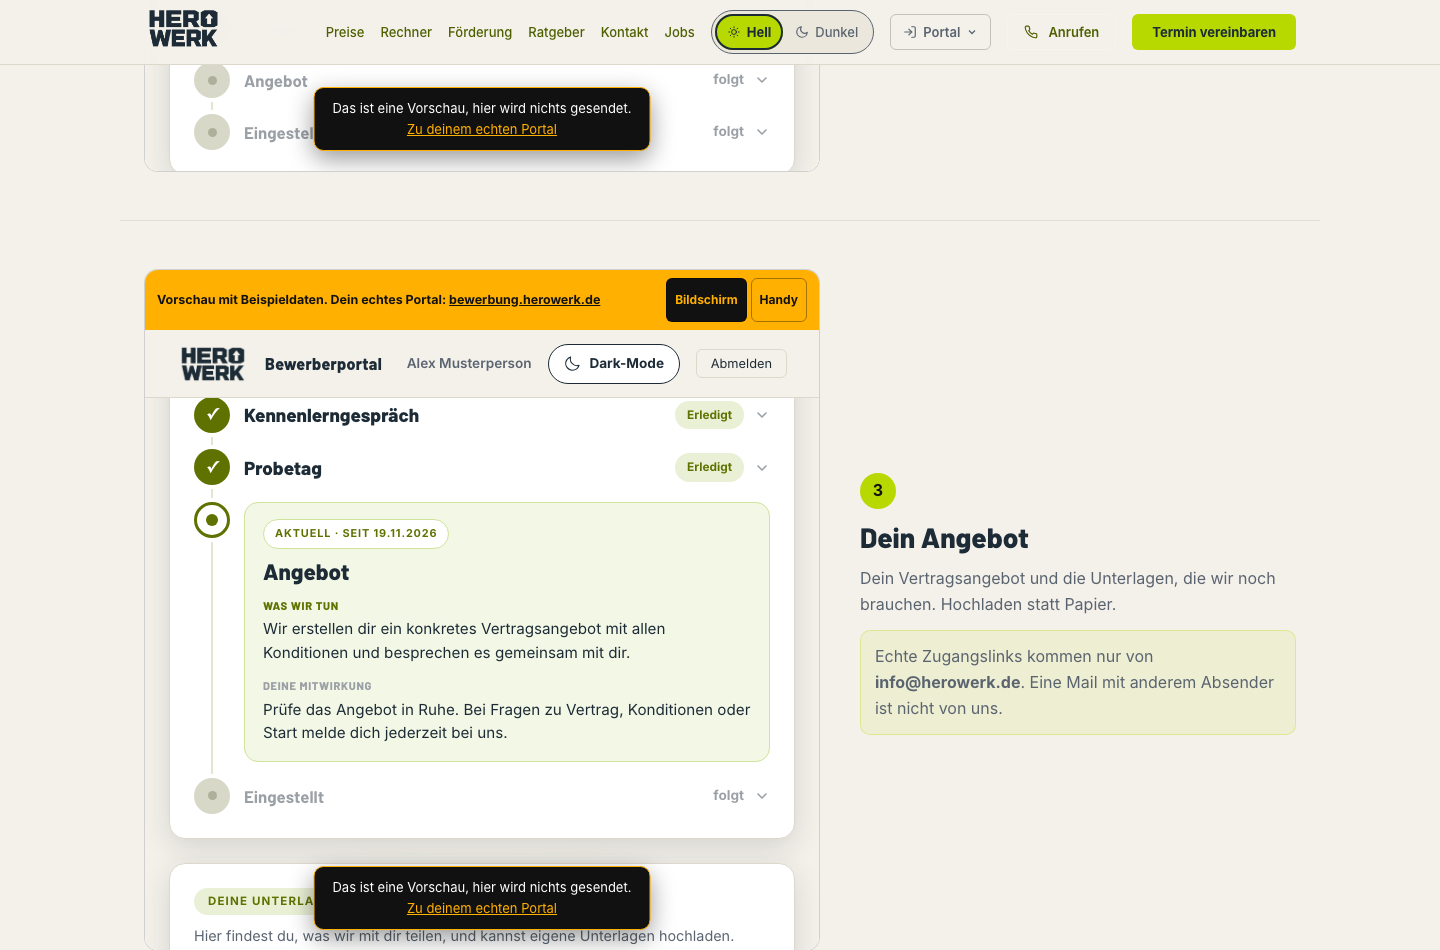 HERO
WERK
Preise
Rechner
Förderung
Ratgeber
Kontakt
Jobs
Hell
Dunkel
Portal
Anrufen
Termin vereinbaren
Angebot
folgt
Das ist eine Vorschau, hier wird nichts gesendet.
Zu deinem echten Portal
Eingestel
folgt
Vorschau mit Beispieldaten. Dein echtes Portal: bewerbung.herowerk.de
Bildschirm
Handy
HERO
WERK
Bewerberportal
Alex Musterperson
Dark-Mode
Abmelden
Kennenlerngespräch
Erledigt
Probetag
Erledigt
AKTUELL · SEIT 19.11.2026
Angebot
WAS WIR TUN
Wir erstellen dir ein konkretes Vertragsangebot mit allen
Konditionen und besprechen es gemeinsam mit dir.
DEINE MITWIRKUNG
Prüfe das Angebot in Ruhe. Bei Fragen zu Vertrag, Konditionen oder
Start melde dich jederzeit bei uns.
Eingestellt
folgt
DEINE UNTERLA
Das ist eine Vorschau, hier wird nichts gesendet.
Zu deinem echten Portal
Hier findest du, was wir mit dir teilen, und kannst eigene Unterlagen hochladen.
3
Dein Angebot
Dein Vertragsangebot und die Unterlagen, die wir noch
brauchen. Hochladen statt Papier.
Echte Zugangslinks kommen nur von
info@herowerk.de. Eine Mail mit anderem Absender
ist nicht von uns.